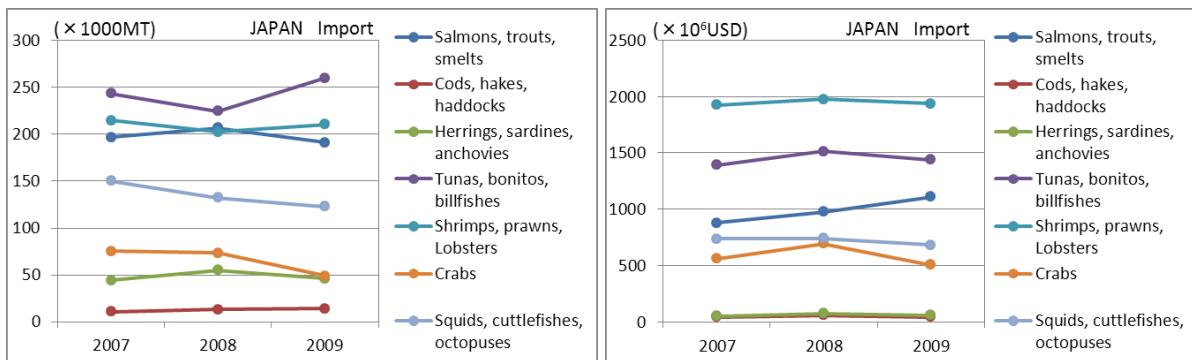 (×1000MT) JAPAN Import
300
250
200
150
100
50
0
2007 2008 2009
Salmons, trouts,
smelts
Cods, hakes,
haddocks
Herrings, sardines,
anchovies
Tunas, bonitos,
billfishes
Shrimps, prawns,
Lobsters
Crabs
Squids, cuttlefishes,
octopuses
(×10⁶USD) JAPAN Import
2500
2000
1500
1000
500
0
2007 2008 2009
Salmons, trouts,
smelts
Cods, hakes,
haddocks
Herrings, sardines,
anchovies
Tunas, bonitos,
billfishes
Shrimps, prawns,
Lobsters
Crabs
Squids, cuttlefishes,
octopuses